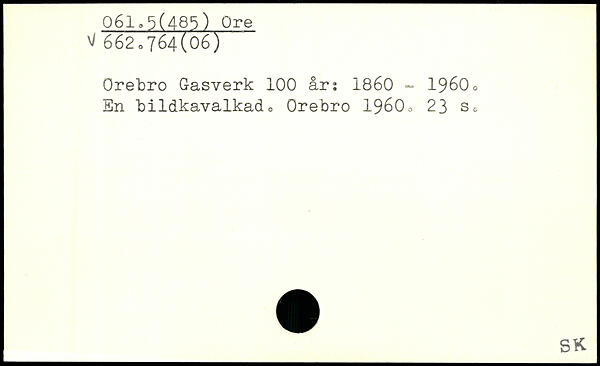 061.5(485) Ore
V 662.764(06)
Orebro Gasverk 100 år: 1860 - 1960.
En bildkavalkad. Orebro 1960. 23 s.
SK